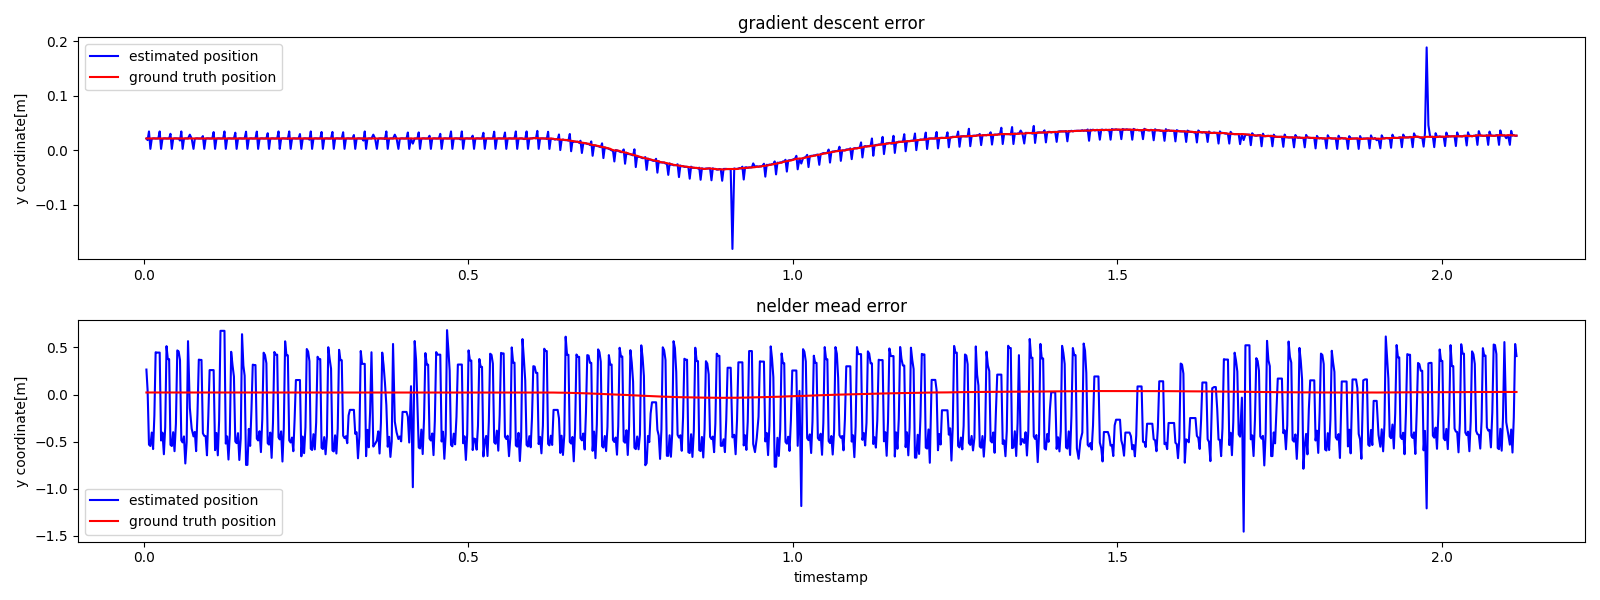 gradient descent error
estimated position
ground truth position
y coordinate[m]
0.2
0.1
0.0
−0.1
0.0 0.5 1.0 1.5 2.0
nelder mead error
y coordinate[m]
0.5
0.0
−0.5
−1.0
−1.5
estimated position
ground truth position
0.0 0.5 1.0 1.5 2.0
timestamp